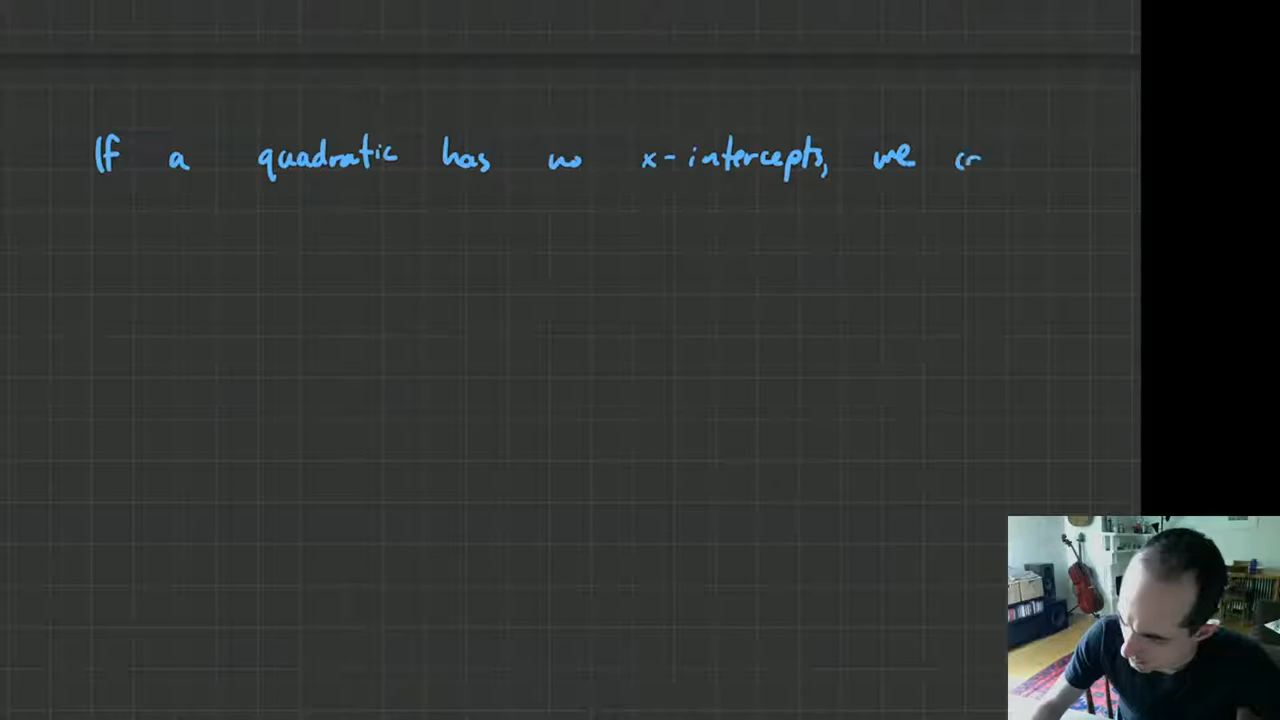 If a quadratic has no x-intercepts, we